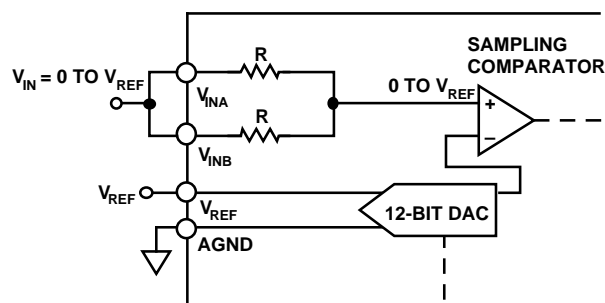 SAMPLING
COMPARATOR
R
V_IN = 0 TO V_REF
V_INA
0 TO V_REF
+
R
–
V_INB
V_REF
V_REF
12-BIT DAC
AGND